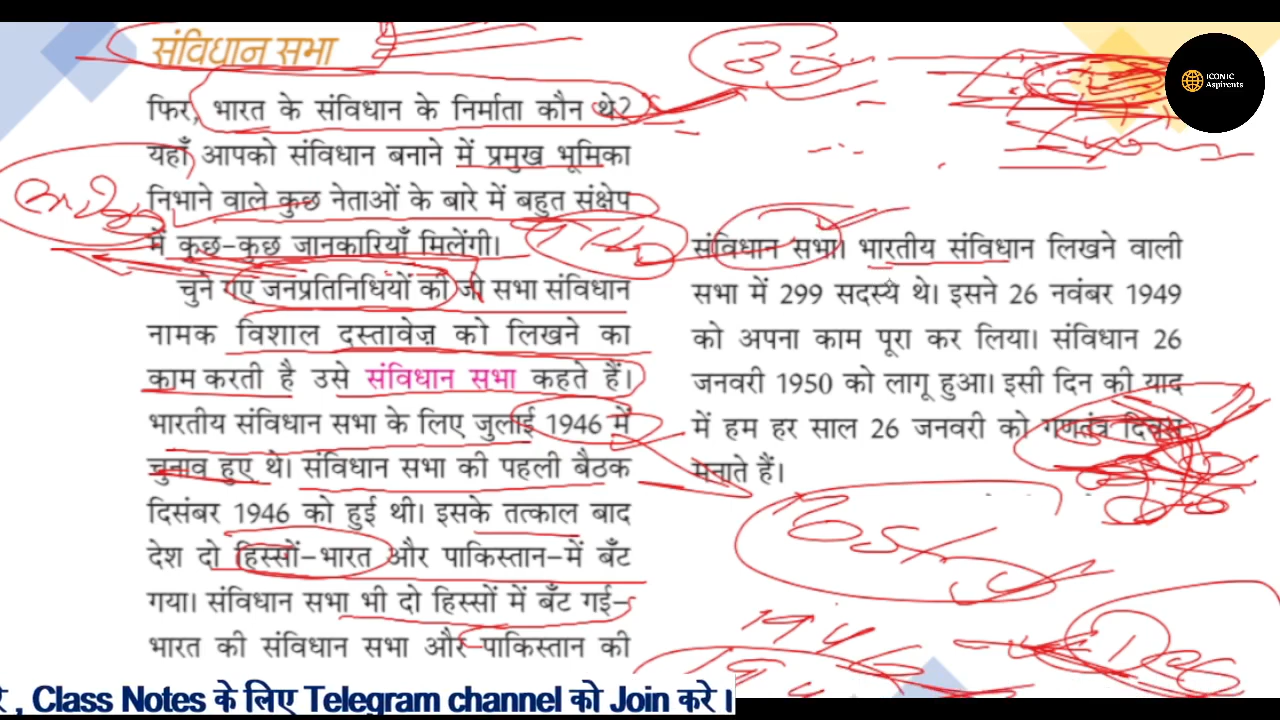 संविधान सभा
फिर, भारत के संविधान के निर्माता कौन थे?
यहाँ आपको संविधान बनाने में प्रमुख भूमिका
निभाने वाले कुछ नेताओं के बारे में बहुत संक्षेप
में कुछ-कुछ जानकारियाँ मिलेंगी।
चुने गए जनप्रतिनिधियों की जो सभा संविधान
नामक विशाल दस्तावेज़ को लिखने का
काम करती है उसे संविधान सभा कहते हैं।
भारतीय संविधान सभा के लिए जुलाई 1946 में
चुनाव हुए थे। संविधान सभा की पहली बैठक
दिसंबर 1946 को हुई थी। इसके तत्काल बाद
देश दो हिस्सों-भारत और पाकिस्तान-में बँट
गया। संविधान सभा भी दो हिस्सों में बँट गई-
भारत की संविधान सभा और पाकिस्तान की
संविधान सभा। भारतीय संविधान लिखने वाली
सभा में 299 सदस्य थे। इसने 26 नवंबर 1949
को अपना काम पूरा कर लिया। संविधान 26
जनवरी 1950 को लागू हुआ। इसी दिन की याद
में हम हर साल 26 जनवरी को गणतंत्र दिवस
मनाते हैं।
1946
ICONIC
Aspirents
, Class Notes के लिए Telegram channel को Join करे ।